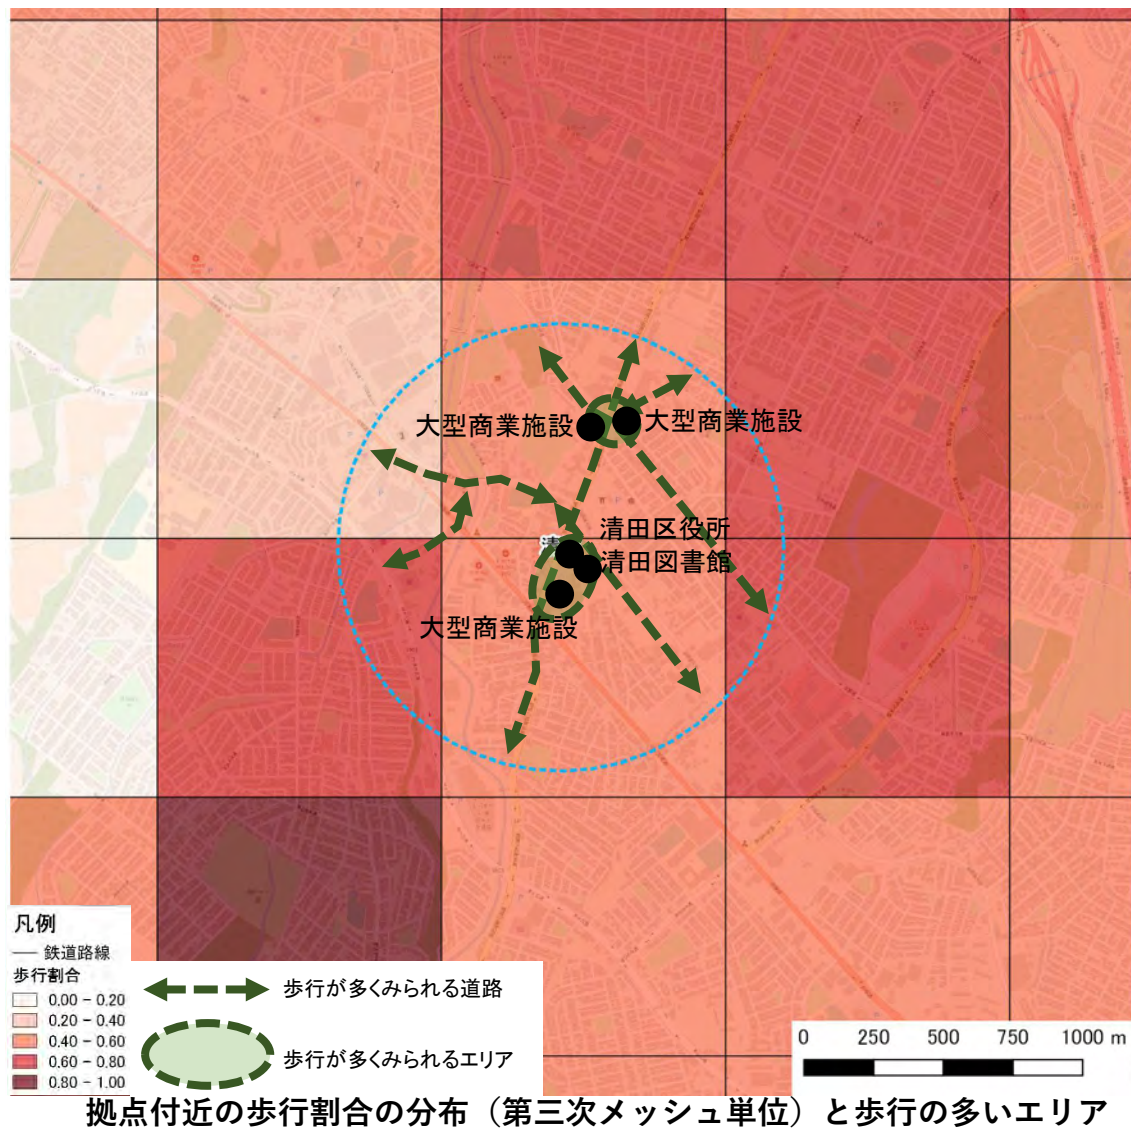 大型商業施設
大型商業施設
清田区役所
清
清田図書館
大型商業施設
凡例
鉄道路線
歩行割合
0.00 - 0.20
0.20 - 0.40
0.40 - 0.60
0.60 - 0.80
0.80 - 1.00
歩行が多くみられる道路
歩行が多くみられるエリア
0 250 500 750 1000 m
拠点付近の歩行割合の分布（第三次メッシュ単位）と歩行の多いエリア